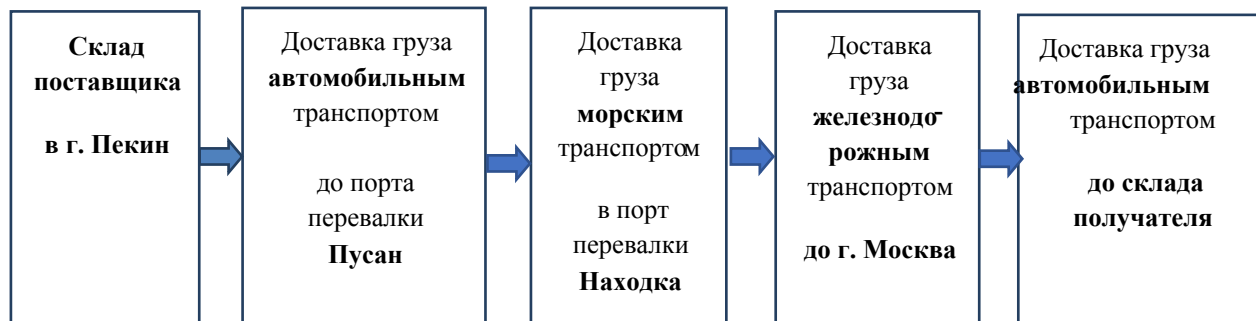 Склад
поставщика
в г. Пекин
Доставка груза
автомобильным
транспортом
до порта
перевалки
Пусан
Доставка
груза
морским
транспортом
в порт
перевалки
Находка
Доставка
груза
железнодо-
рожным
транспортом
до г. Москва
Доставка груза
автомобильным
транспортом
до склада
получателя